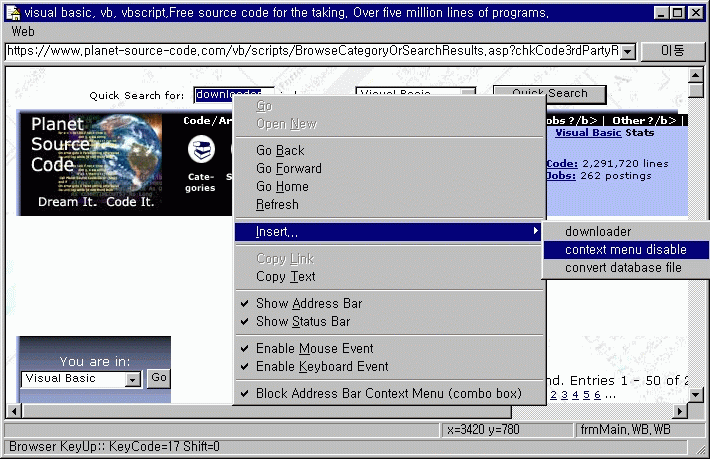 visual basic, vb, vbscript,Free source code for the taking. Over five million lines of programs.
Web
https://www.planet-source-code.com/vb/scripts/BrowseCategoryOrSearchResults.asp?chkCode3rdPartyR
이동
Quick Search for: downloader Visual Basic Quick Search
Planet
Source
Code
Dream It. Code It.
Code/Ar
Cate-
gories
obs ?/b> | Other ?/b> |
Visual Basic Stats
Code: 2,291,720 lines
Jobs: 262 postings
Go
Open New
Go Back
Go Forward
Go Home
Refresh
Insert...
downloader
context menu disable
convert database file
Copy Link
Copy Text
Show Address Bar
Show Status Bar
Enable Mouse Event
Enable Keyboard Event
Block Address Bar Context Menu (combo box)
You are in:
Visual Basic Go
nd. Entries 1 - 50 of 2
2 3 4 5 6 ...
x=3420 y=780 frmMain.WB.WB
Browser KeyUp:: KeyCode=17 Shift=0